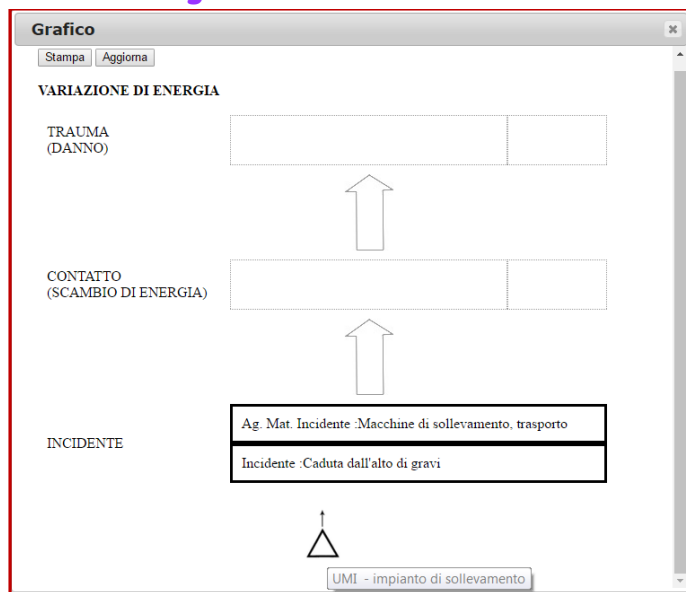 Grafico
Stampa Aggiorna
VARIAZIONE DI ENERGIA
TRAUMA
(DANNO)
CONTATTO
(SCAMBIO DI ENERGIA)
Ag. Mat. Incidente :Macchine di sollevamento, trasporto
INCIDENTE
Incidente :Caduta dall'alto di gravi
UMI - impianto di sollevamento